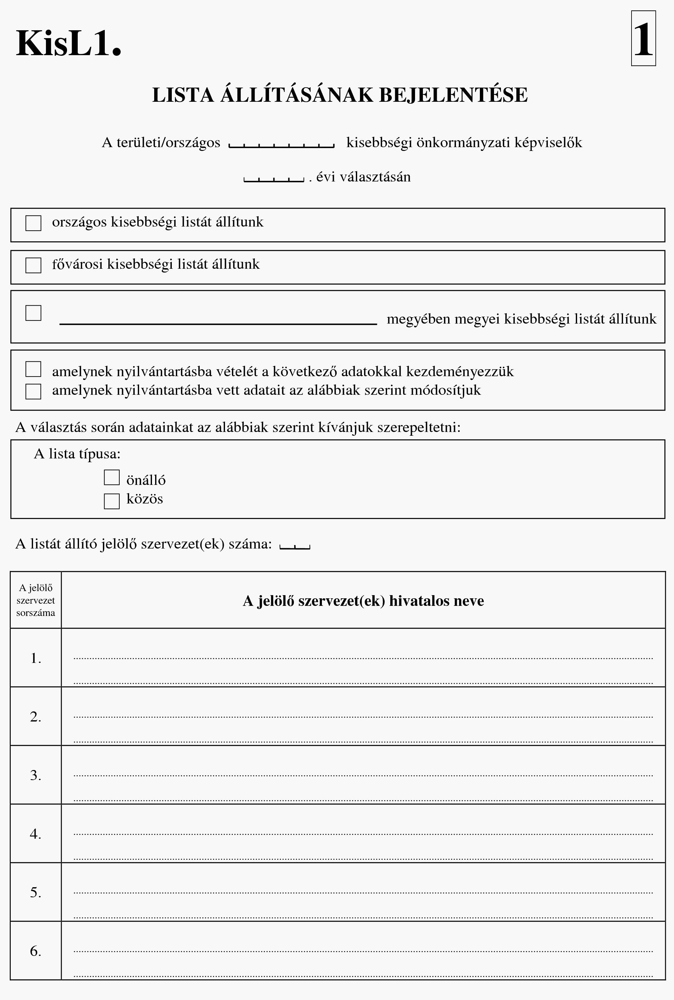 KisL1.
1
LISTA ÁLLÍTÁSÁNAK BEJELENTÉSE
A területi/országos kisebbségi önkormányzati képviselők
. évi választásán
országos kisebbségi listát állítunk
fővárosi kisebbségi listát állítunk
megyében megyei kisebbségi listát állítunk
amelynek nyilvántartásba vételét a következő adatokkal kezdeményezzük
amelynek nyilvántartásba vett adatait az alábbiak szerint módosítjuk
A választás során adatainkat az alábbiak szerint kívánjuk szerepeltetni:
A lista típusa:
önálló
közös
A listát állító jelölő szervezet(ek) száma:
A jelölő
szervezet
sorszáma
A jelölő szervezet(ek) hivatalos neve
1.
2.
3.
4.
5.
6.